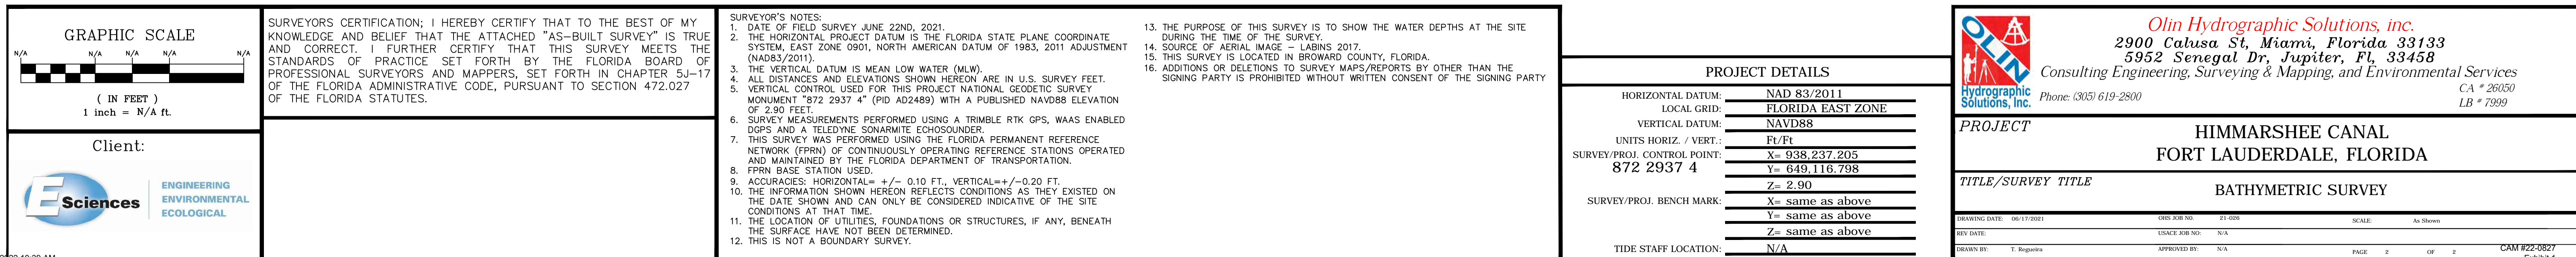 GRAPHIC SCALE
N/A N/A N/A N/A N/A
( IN FEET )
1 inch = N/A ft.
Client:
E Sciences
ENGINEERING
ENVIRONMENTAL
ECOLOGICAL
SURVEYORS CERTIFICATION; I HEREBY CERTIFY THAT TO THE BEST OF MY
KNOWLEDGE AND BELIEF THAT THE ATTACHED "AS-BUILT SURVEY" IS TRUE
AND CORRECT. I FURTHER CERTIFY THAT THIS SURVEY MEETS THE
STANDARDS OF PRACTICE SET FORTH BY THE FLORIDA BOARD OF
PROFESSIONAL SURVEYORS AND MAPPERS, SET FORTH IN CHAPTER 5J-17
OF THE FLORIDA ADMINISTRATIVE CODE, PURSUANT TO SECTION 472.027
OF THE FLORIDA STATUTES.
SURVEYOR'S NOTES:
1. DATE OF FIELD SURVEY JUNE 22ND, 2021.
2. THE HORIZONTAL PROJECT DATUM IS THE FLORIDA STATE PLANE COORDINATE
SYSTEM, EAST ZONE 0901, NORTH AMERICAN DATUM OF 1983, 2011 ADJUSTMENT
(NAD83/2011).
3. THE VERTICAL DATUM IS MEAN LOW WATER (MLW).
4. ALL DISTANCES AND ELEVATIONS SHOWN HEREON ARE IN U.S. SURVEY FEET.
5. VERTICAL CONTROL USED FOR THIS PROJECT NATIONAL GEODETIC SURVEY
MONUMENT "872 2937 4" (PID AD2489) WITH A PUBLISHED NAVD88 ELEVATION
OF 2.90 FEET.
6. SURVEY MEASUREMENTS PERFORMED USING A TRIMBLE RTK GPS, WAAS ENABLED
DGPS AND A TELEDYNE SONARMITE ECHOSOUNDER.
7. THIS SURVEY WAS PERFORMED USING THE FLORIDA PERMANENT REFERENCE
NETWORK (FPRN) OF CONTINUOUSLY OPERATING REFERENCE STATIONS OPERATED
AND MAINTAINED BY THE FLORIDA DEPARTMENT OF TRANSPORTATION.
8. FPRN BASE STATION USED.
9. ACCURACIES: HORIZONTAL= +/- 0.10 FT., VERTICAL=+/-0.20 FT.
10. THE INFORMATION SHOWN HEREON REFLECTS CONDITIONS AS THEY EXISTED ON
THE DATE SHOWN AND CAN ONLY BE CONSIDERED INDICATIVE OF THE SITE
CONDITIONS AT THAT TIME.
11. THE LOCATION OF UTILITIES, FOUNDATIONS OR STRUCTURES, IF ANY, BENEATH
THE SURFACE HAVE NOT BEEN DETERMINED.
12. THIS IS NOT A BOUNDARY SURVEY.
13. THE PURPOSE OF THIS SURVEY IS TO SHOW THE WATER DEPTHS AT THE SITE
DURING THE TIME OF THE SURVEY.
14. SOURCE OF AERIAL IMAGE - LABINS 2017.
15. THIS SURVEY IS LOCATED IN BROWARD COUNTY, FLORIDA.
16. ADDITIONS OR DELETIONS TO SURVEY MAPS/REPORTS BY OTHER THAN THE
SIGNING PARTY IS PROHIBITED WITHOUT WRITTEN CONSENT OF THE SIGNING PARTY
PROJECT DETAILS
HORIZONTAL DATUM: NAD 83/2011
LOCAL GRID: FLORIDA EAST ZONE
VERTICAL DATUM: NAVD88
UNITS HORIZ. / VERT.: Ft/Ft
SURVEY/PROJ. CONTROL POINT: X= 938,237.205
872 2937 4 Y= 649,116.798
Z= 2.90
SURVEY/PROJ. BENCH MARK: X= same as above
Y= same as above
Z= same as above
TIDE STAFF LOCATION: N/A
OLIN
Hydrographic
Solutions, Inc.
Olin Hydrographic Solutions, inc.
2900 Calusa St, Miami, Florida 33133
5952 Senegal Dr, Jupiter, Fl, 33458
Consulting Engineering, Surveying & Mapping, and Environmental Services
Phone: (305) 619-2800
CA # 26050
LB # 7999
PROJECT
HIMMARSHEE CANAL
FORT LAUDERDALE, FLORIDA
TITLE/SURVEY TITLE
BATHYMETRIC SURVEY
DRAWING DATE: 06/17/2021 OHS JOB NO. 21-026 SCALE: As Shown
REV DATE: USACE JOB NO: N/A
DRAWN BY: T. Regueira APPROVED BY: N/A PAGE 2 OF 2
CAM #22-0827